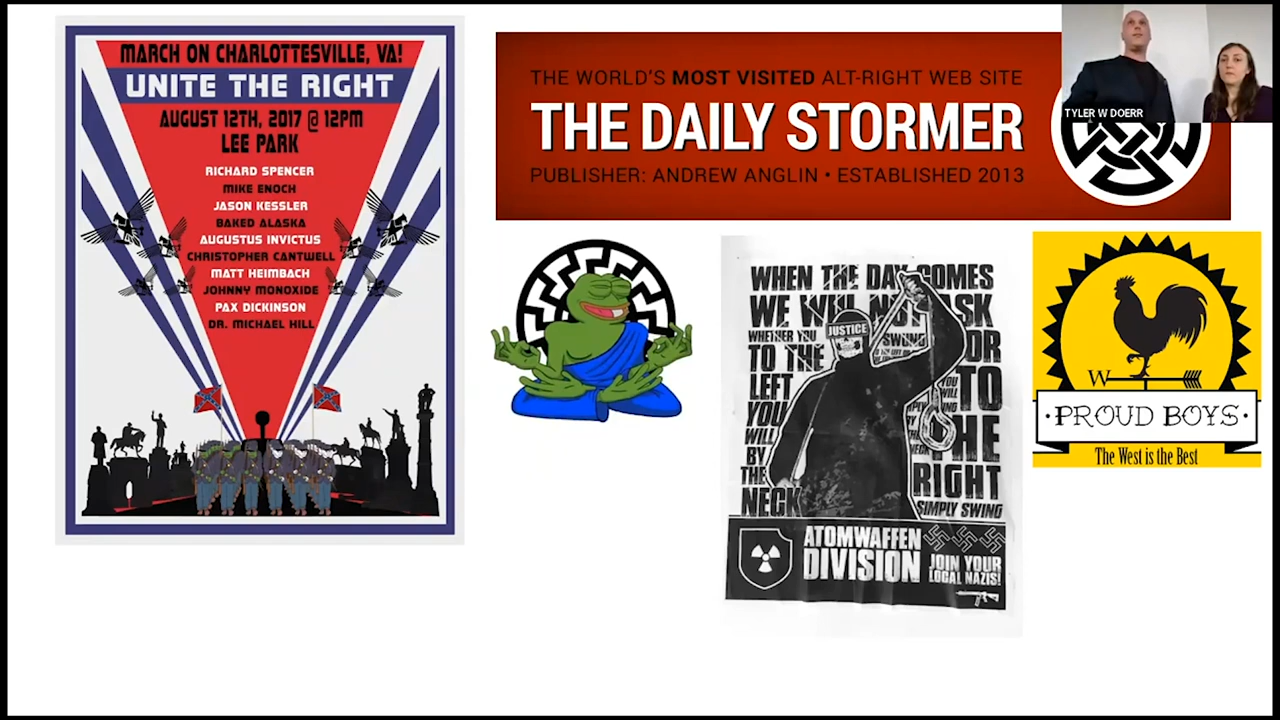 MARCH ON CHARLOTTESVILLE, VA!
UNITE THE RIGHT
AUGUST 12TH, 2017 @ 12PM
LEE PARK
RICHARD SPENCER
MIKE ENOCH
JASON KESSLER
BAKED ALASKA
AUGUSTUS INVICTUS
CHRISTOPHER CANTWELL
MATT HEIMBACH
JOHNNY MONOXIDE
PAX DICKINSON
DR. MICHAEL HILL
THE WORLD'S MOST VISITED ALT-RIGHT WEB SITE
THE DAILY STORMER
PUBLISHER: ANDREW ANGLIN • ESTABLISHED 2013
TYLER W DOERR
WHEN THE DAY COMES
WE WILL NOT ASK
WHETHER YOU SWUNG
TO THE
LEFT
OR
TO
THE
RIGHT
YOU
WILL
BY
THE
NECK
SIMPLY SWING
JUSTICE
ATOMWAFFEN
DIVISION
JOIN YOUR
LOCAL NAZIS!
W
·PROUD BOYS·
The West is the Best